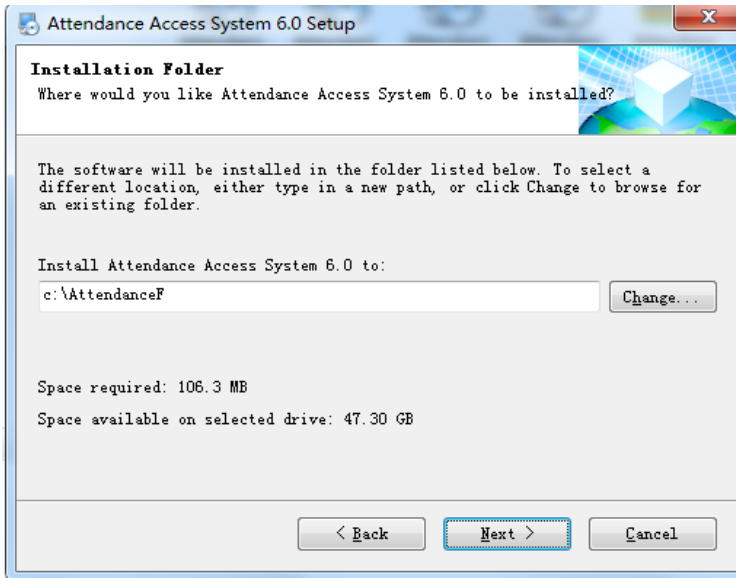 Attendance Access System 6.0 Setup
Installation Folder
Where would you like Attendance Access System 6.0 to be installed?
The software will be installed in the folder listed below. To select a
different location, either type in a new path, or click Change to browse for
an existing folder.
Install Attendance Access System 6.0 to:
c:\AttendanceF
Change...
Space required: 106.3 MB
Space available on selected drive: 47.30 GB
< Back
Next >
Cancel